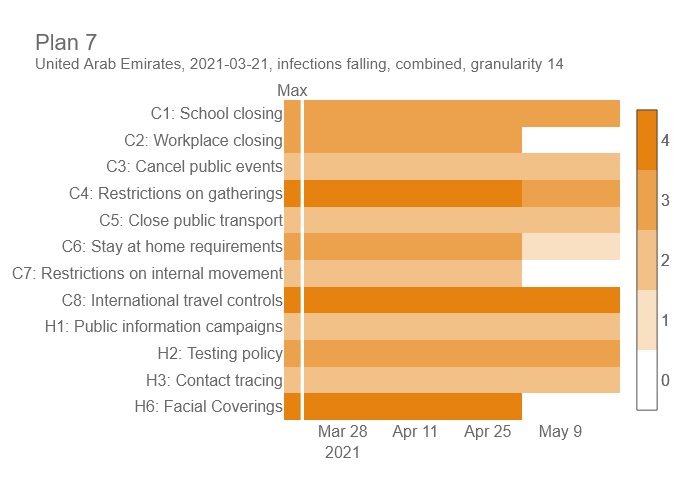 Plan 7
United Arab Emirates, 2021-03-21, infections falling, combined, granularity 14
Max
C1: School closing
C2: Workplace closing
C3: Cancel public events
C4: Restrictions on gatherings
C5: Close public transport
C6: Stay at home requirements
C7: Restrictions on internal movement
C8: International travel controls
H1: Public information campaigns
H2: Testing policy
H3: Contact tracing
H6: Facial Coverings
4
3
2
1
0
Mar 28 Apr 11 Apr 25 May 9
2021